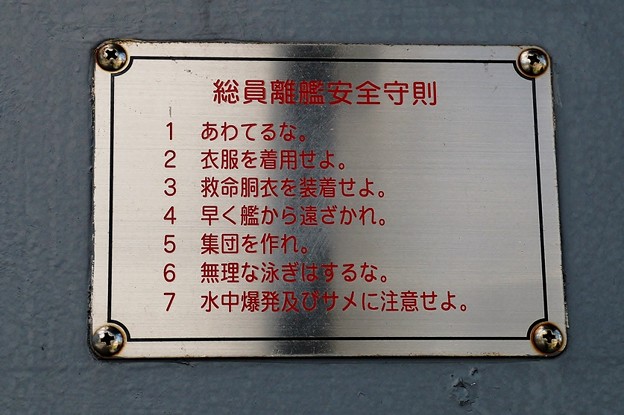 総員離艦安全守則
1 あわてるな。
2 衣服を着用せよ。
3 救命胴衣を装着せよ。
4 早く艦から遠ざかれ。
5 集団を作れ。
6 無理な泳ぎはするな。
7 水中爆発及びサメに注意せよ。